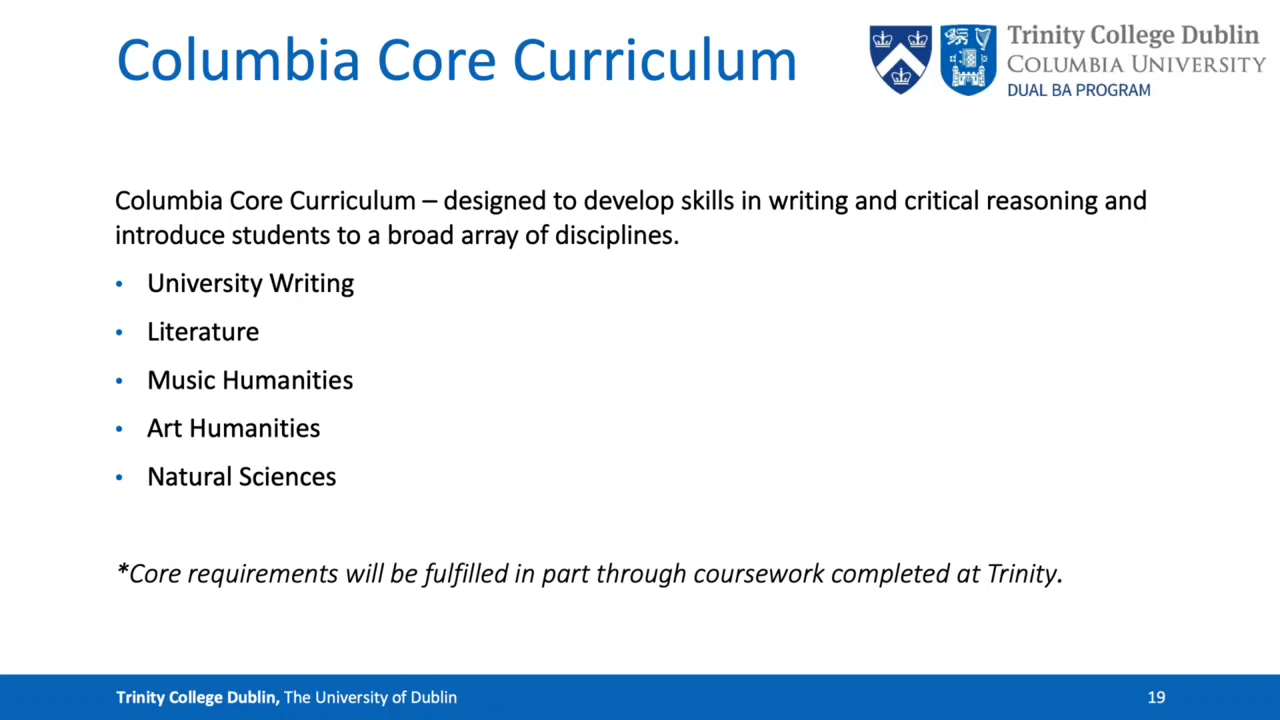 Columbia Core Curriculum
Trinity College Dublin
COLUMBIA UNIVERSITY
DUAL BA PROGRAM
Columbia Core Curriculum – designed to develop skills in writing and critical reasoning and
introduce students to a broad array of disciplines.
• University Writing
• Literature
• Music Humanities
• Art Humanities
• Natural Sciences
*Core requirements will be fulfilled in part through coursework completed at Trinity.
Trinity College Dublin, The University of Dublin
19